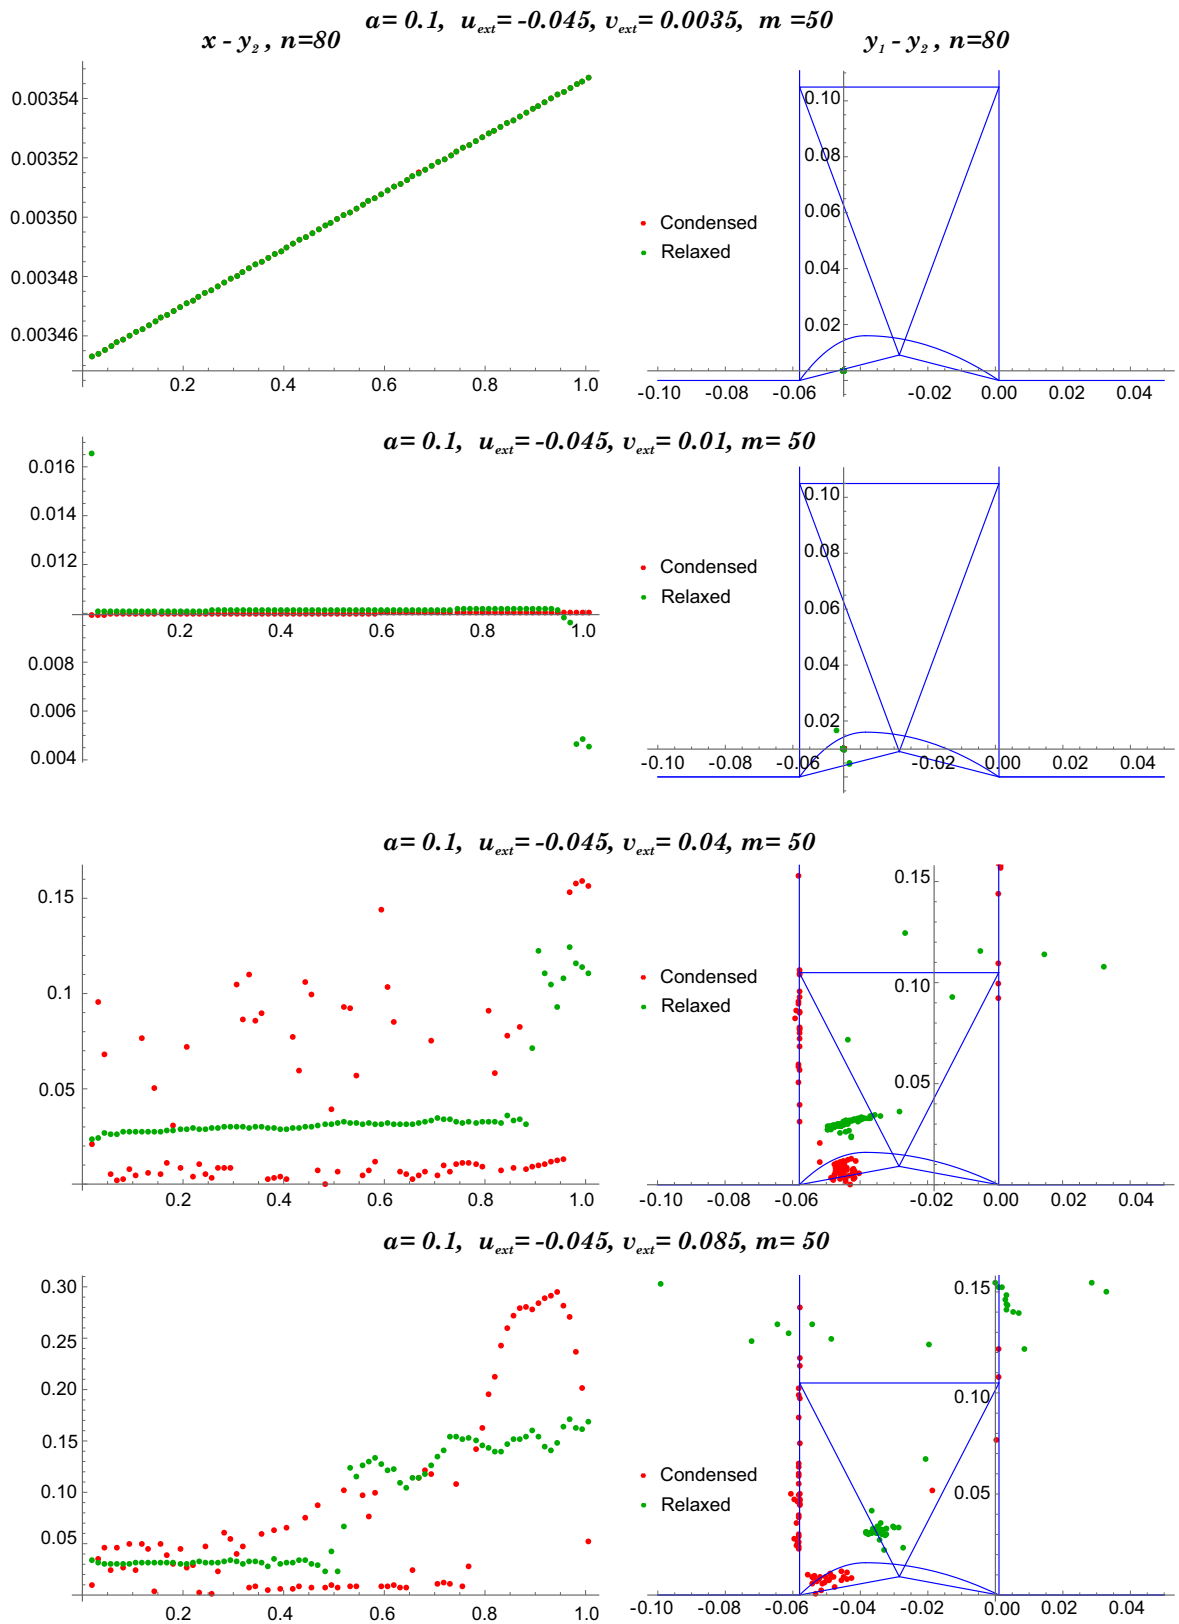 a= 0.1, u_ext= -0.045, v_ext= 0.0035, m =50
x - y₂ , n=80
y₁ - y₂ , n=80
0.00354
0.00352
0.00350
0.00348
0.00346
0.2 0.4 0.6 0.8 1.0
Condensed
Relaxed
0.10
0.08
0.06
0.04
0.02
-0.10 -0.08 -0.06 -0.02 0.00 0.02 0.04
a= 0.1, u_ext= -0.045, v_ext= 0.01, m= 50
0.016
0.014
0.012
0.2 0.4 0.6 0.8 1.0
0.008
0.006
0.004
Condensed
Relaxed
0.10
0.08
0.06
0.04
0.02
-0.10 -0.08 -0.06 -0.02 0.00 0.02 0.04
a= 0.1, u_ext= -0.045, v_ext= 0.04, m= 50
0.15
0.1
0.05
0.2 0.4 0.6 0.8 1.0
Condensed
Relaxed
0.15
0.10
0.05
-0.10 -0.08 -0.06 -0.04 -0.02 0.00 0.02 0.04
a= 0.1, u_ext= -0.045, v_ext= 0.085, m= 50
0.30
0.25
0.20
0.15
0.10
0.05
0.2 0.4 0.6 0.8 1.0
Condensed
Relaxed
0.15
0.10
0.05
-0.10 -0.08 -0.06 -0.04 -0.02 0.00 0.02 0.04